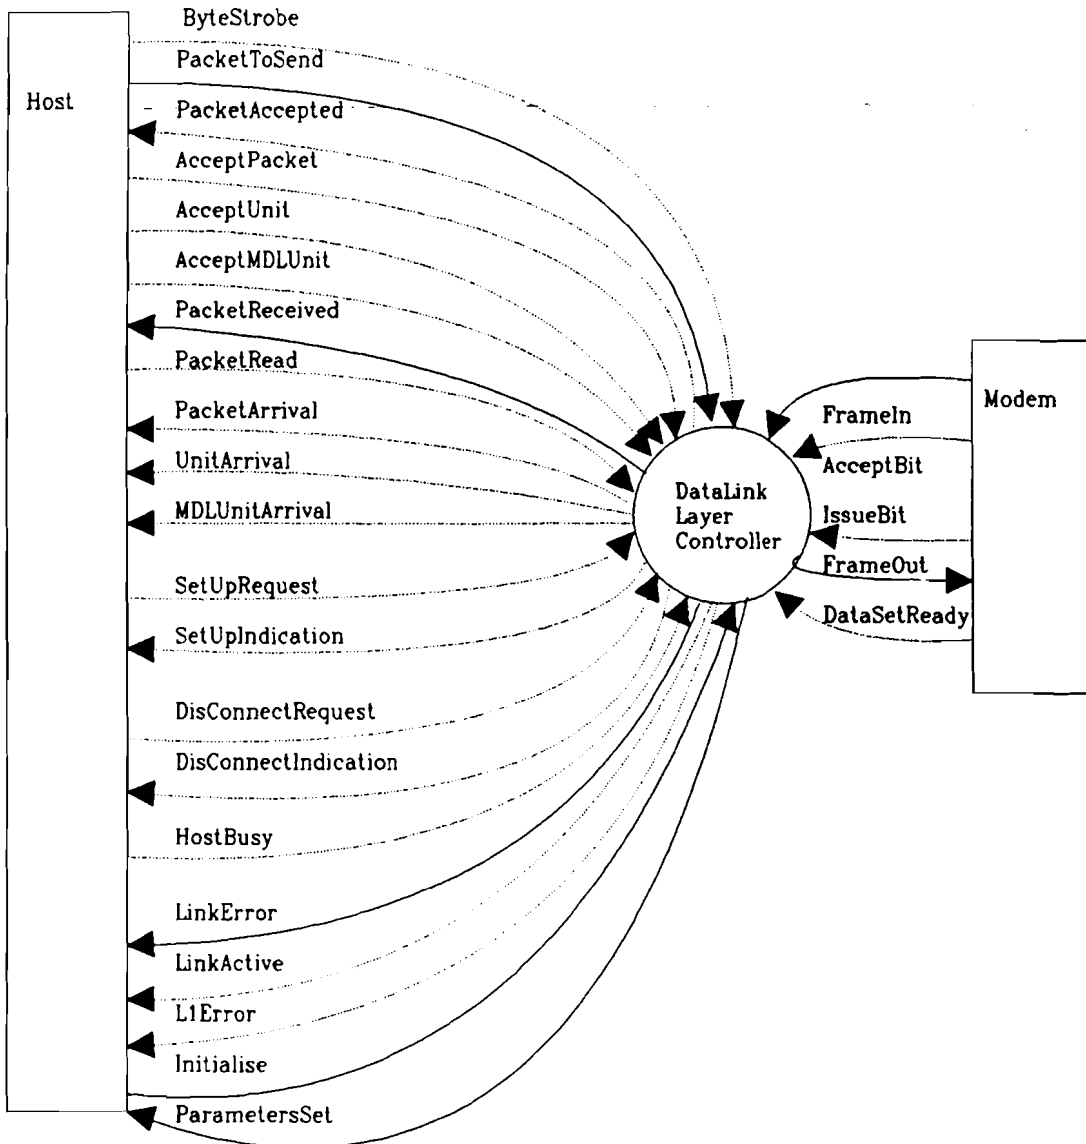 ByteStrobe
PacketToSend
Host
PacketAccepted
AcceptPacket
AcceptUnit
AcceptMDLUnit
PacketReceived
PacketRead
PacketArrival
UnitArrival
MDLUnitArrival
SetUpRequest
SetUpIndication
DisConnectRequest
DisConnectIndication
HostBusy
LinkError
LinkActive
L1Error
Initialise
ParametersSet
DataLink
Layer
Controller
Modem
FrameIn
AcceptBit
IssueBit
FrameOut
DataSetReady